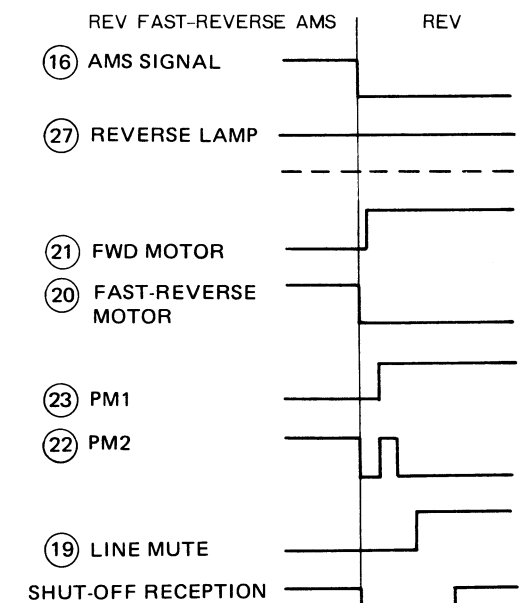 REV FAST-REVERSE AMS REV
16 AMS SIGNAL
27 REVERSE LAMP
21 FWD MOTOR
20 FAST-REVERSE
MOTOR
23 PM1
22 PM2
19 LINE MUTE
SHUT-OFF RECEPTION